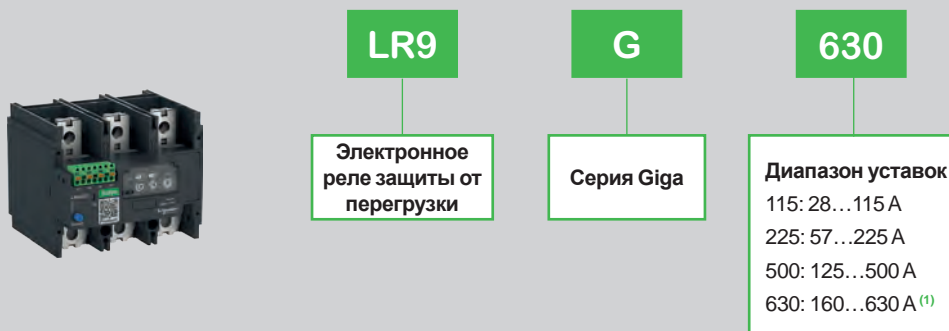 LR9
G
630
Электронное
реле защиты от
перегрузки
Серия Giga
Диапазон уставок
115: 28…115 А
225: 57…225 А
500: 125…500 А
630: 160…630 А (1)